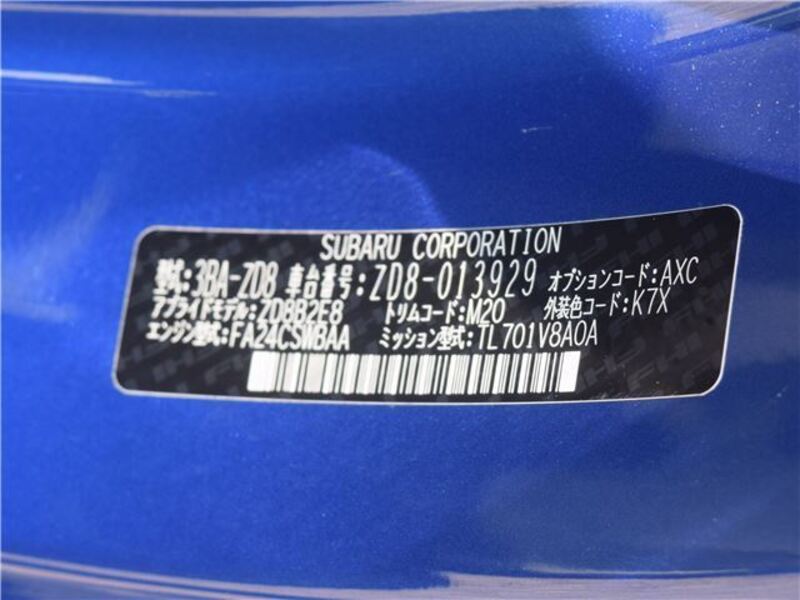 SUBARU CORPORATION
型式:3BA-ZD8 車台番号:ZD8-013929 オプションコード:AXC
アプライドモデル:ZD8B2E8 トリムコード:M20 外装色コード:K7X
エンジン型式:FA24CSWBAA ミッション型式:TL701V8A0A